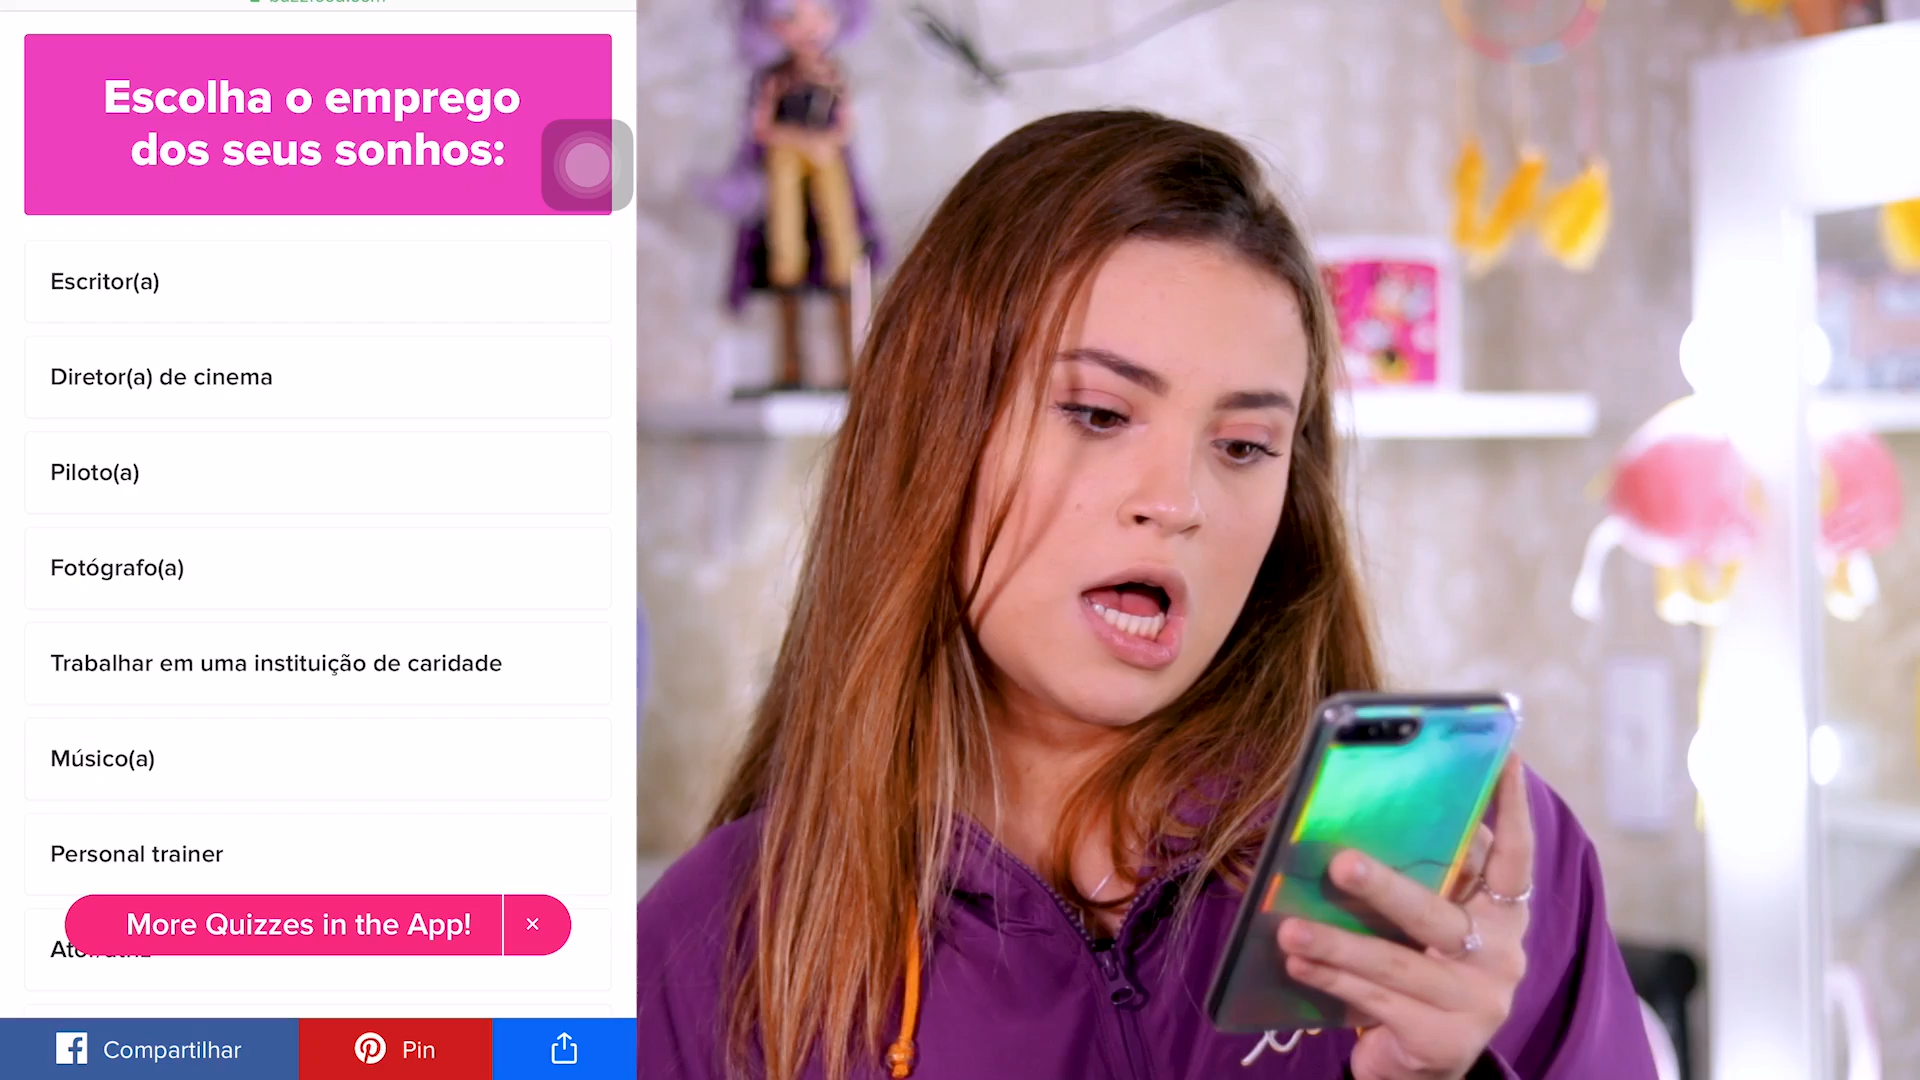 Escolha o emprego
dos seus sonhos:
Escritor(a)
Diretor(a) de cinema
Piloto(a)
Fotógrafo(a)
Trabalhar em uma instituição de caridade
Músico(a)
Personal trainer
More Quizzes in the App!
×
Compartilhar
Pin